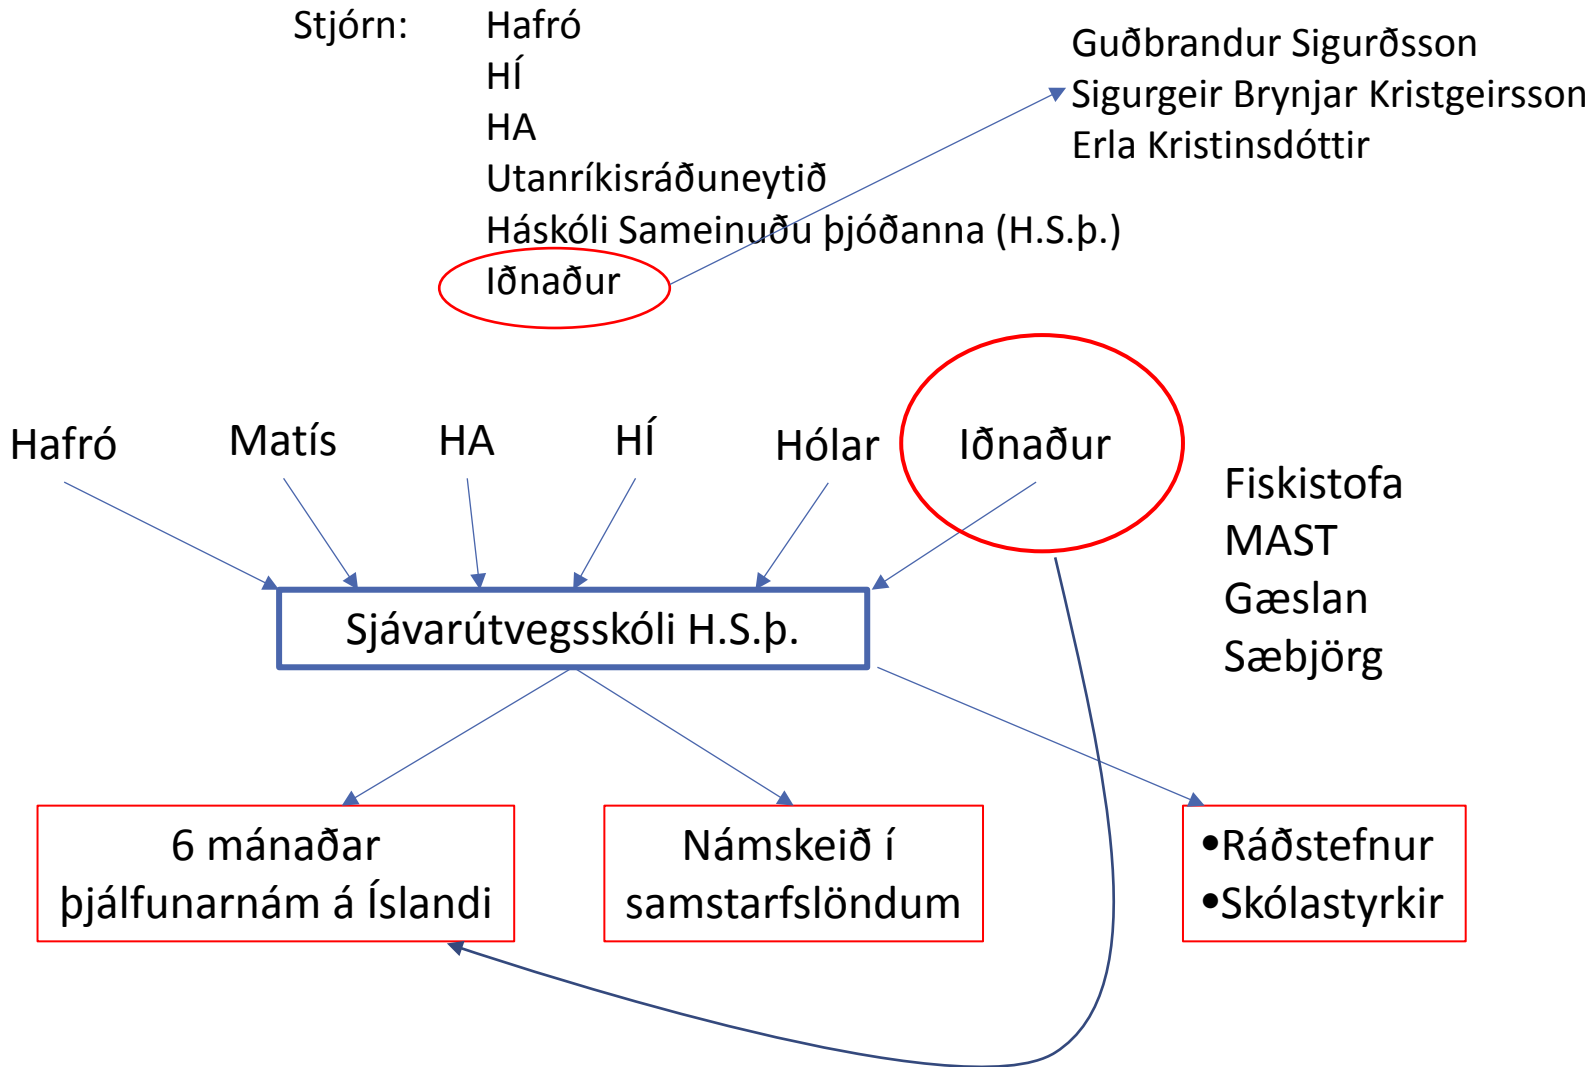 Stjórn: Hafró
HÍ
HA
Utanríkisráðuneytið
Háskóli Sameinuðu þjóðanna (H.S.þ.)
Iðnaður
Guðbrandur Sigurðsson
Sigurgeir Brynjar Kristgeirsson
Erla Kristinsdóttir
Hafró Matís HA HÍ Hólar Iðnaður
Fiskistofa
MAST
Gæslan
Sæbjörg
Sjávarútvegsskóli H.S.þ.
6 mánaðar
þjálfunarnám á Íslandi
Námskeið í
samstarfslöndum
•Ráðstefnur
•Skólastyrkir